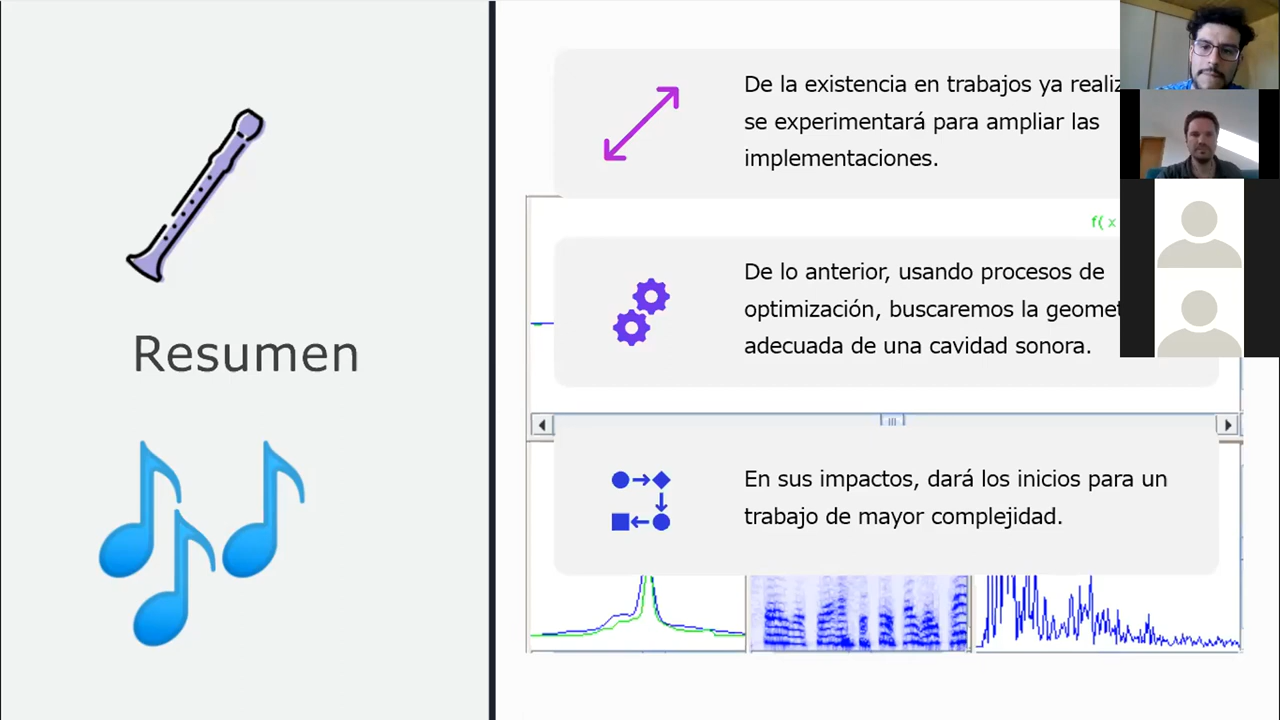 Resumen
De la existencia en trabajos ya
se experimentará para ampliar las
implementaciones.
f( x
De lo anterior, usando procesos de
optimización, buscaremos la
adecuada de una cavidad sonora.
En sus impactos, dará los inicios para un
trabajo de mayor complejidad.